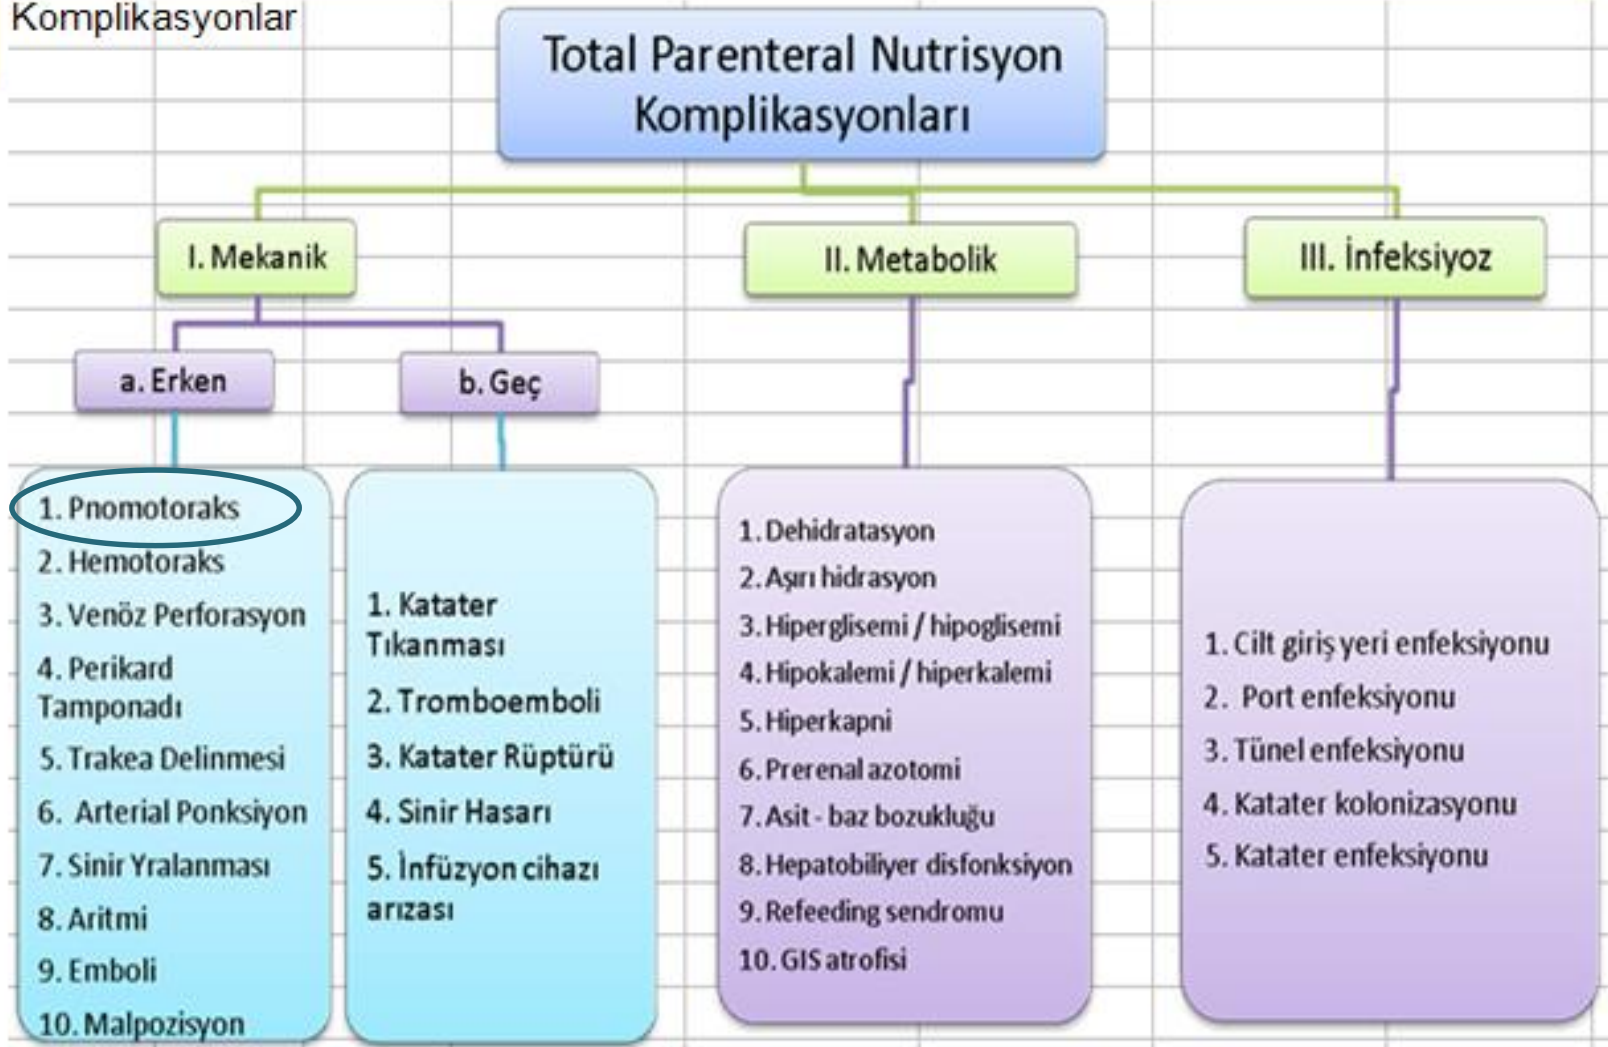 Komplikasyonlar
Total Parenteral Nutrisyon
Komplikasyonları
I. Mekanik
II. Metabolik
III. İnfeksiyoz
a. Erken
b. Geç
1. Pnomotoraks
2. Hemotoraks
3. Venöz Perforasyon
4. Perikard
Tamponadı
5. Trakea Delinmesi
6. Arterial Ponksiyon
7. Sinir Yralanması
8. Aritmi
9. Emboli
10. Malpozisyon
1. Katater
Tıkanması
2. Tromboemboli
3. Katater Rüptürü
4. Sinir Hasarı
5. İnfüzyon cihazı
arızası
1. Dehidratasyon
2. Aşırı hidrasyon
3. Hiperglisemi / hipoglisemi
4. Hipokalemi / hiperkalemi
5. Hiperkapni
6. Prerenal azotomi
7. Asit - baz bozukluğu
8. Hepatobiliyer disfonksiyon
9. Refeeding sendromu
10. GIS atrofisi
1. Cilt giriş yeri enfeksiyonu
2. Port enfeksiyonu
3. Tünel enfeksiyonu
4. Katater kolonizasyonu
5. Katater enfeksiyonu